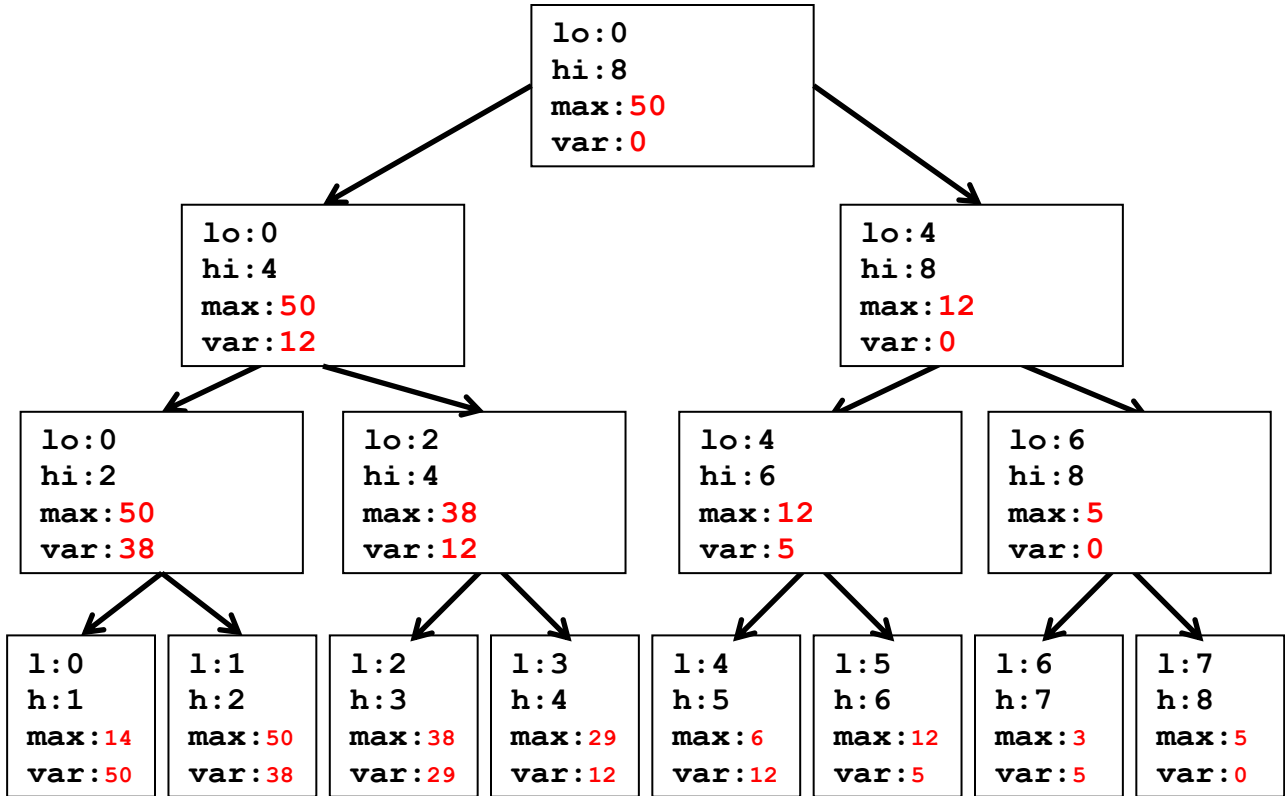 lo:0
hi:8
max:50
var:0
lo:0
hi:4
max:50
var:12
lo:4
hi:8
max:12
var:0
lo:0
hi:2
max:50
var:38
lo:2
hi:4
max:38
var:12
lo:4
hi:6
max:12
var:5
lo:6
hi:8
max:5
var:0
l:0
h:1
max:14
var:50
l:1
h:2
max:50
var:38
l:2
h:3
max:38
var:29
l:3
h:4
max:29
var:12
l:4
h:5
max:6
var:12
l:5
h:6
max:12
var:5
l:6
h:7
max:3
var:5
l:7
h:8
max:5
var:0